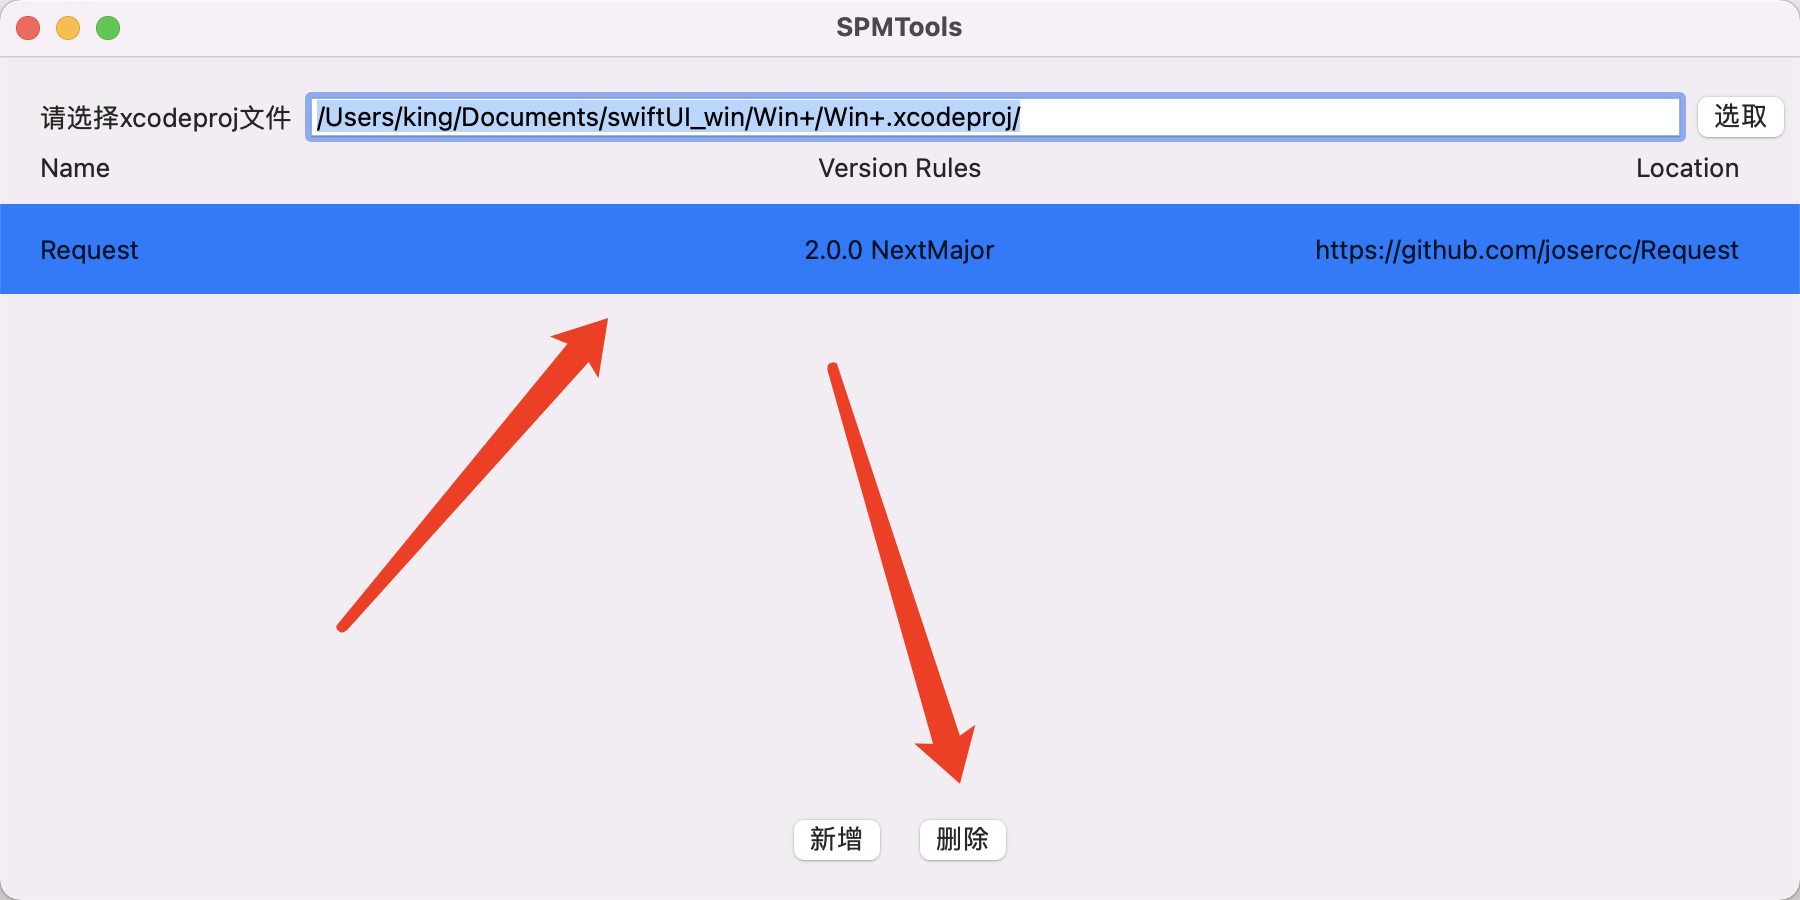 SPMTools
请选择xcodeproj文件 /Users/king/Documents/swiftUI_win/Win+/Win+.xcodeproj/ 选取
Name Version Rules Location
Request 2.0.0 NextMajor https://github.com/josercc/Request
新增 删除